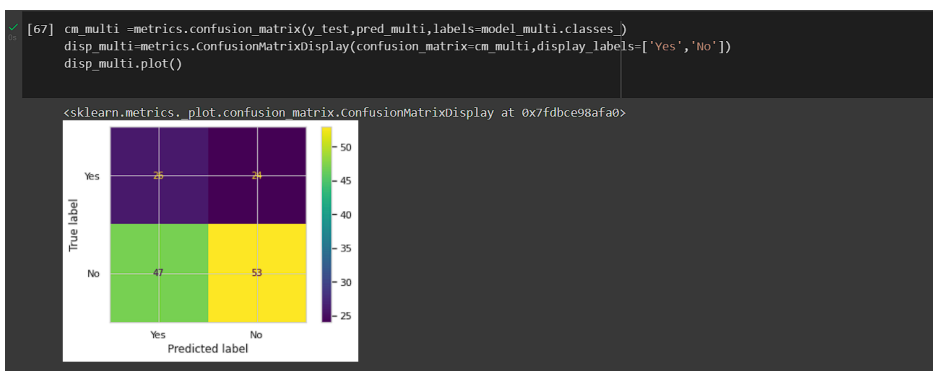 [67] cm_multi =metrics.confusion_matrix(y_test,pred_multi,labels=model_multi.classes_)
disp_multi=metrics.ConfusionMatrixDisplay(confusion_matrix=cm_multi,display_labels=['Yes','No'])
disp_multi.plot()
<sklearn.metrics._plot.confusion_matrix.ConfusionMatrixDisplay at 0x7fdbce98afa0>
50
Yes 24
45
40
True label
35
No 47 53
30
25
Yes No
Predicted label